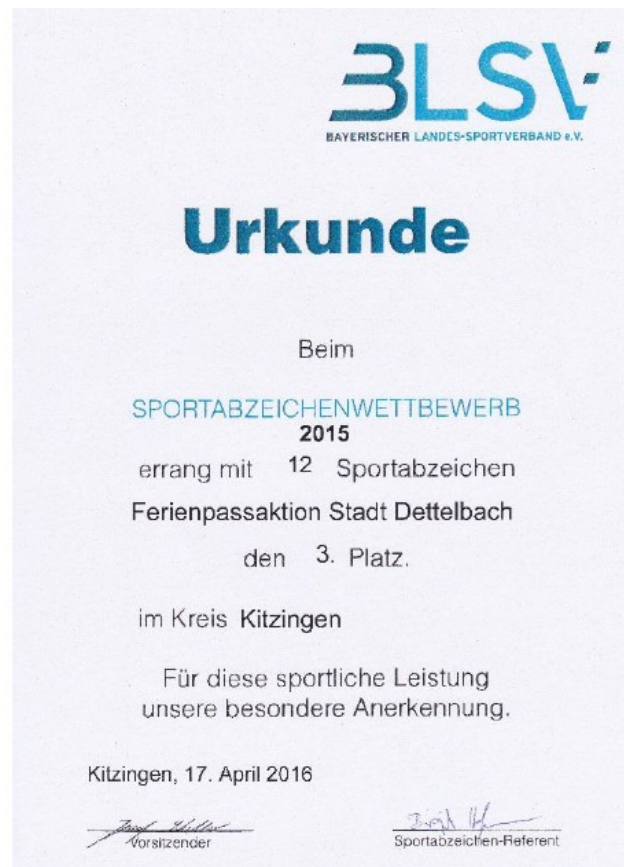 BLSV
BAYERISCHER LANDES-SPORTVERBAND e.V.
Urkunde
Beim
SPORTABZEICHENWETTBEWERB
2015
errang mit 12 Sportabzeichen
Ferienpassaktion Stadt Dettelbach
den 3. Platz.
im Kreis Kitzingen
Für diese sportliche Leistung
unsere besondere Anerkennung.
Kitzingen, 17. April 2016
Vorsitzender
Sportabzeichen-Referent